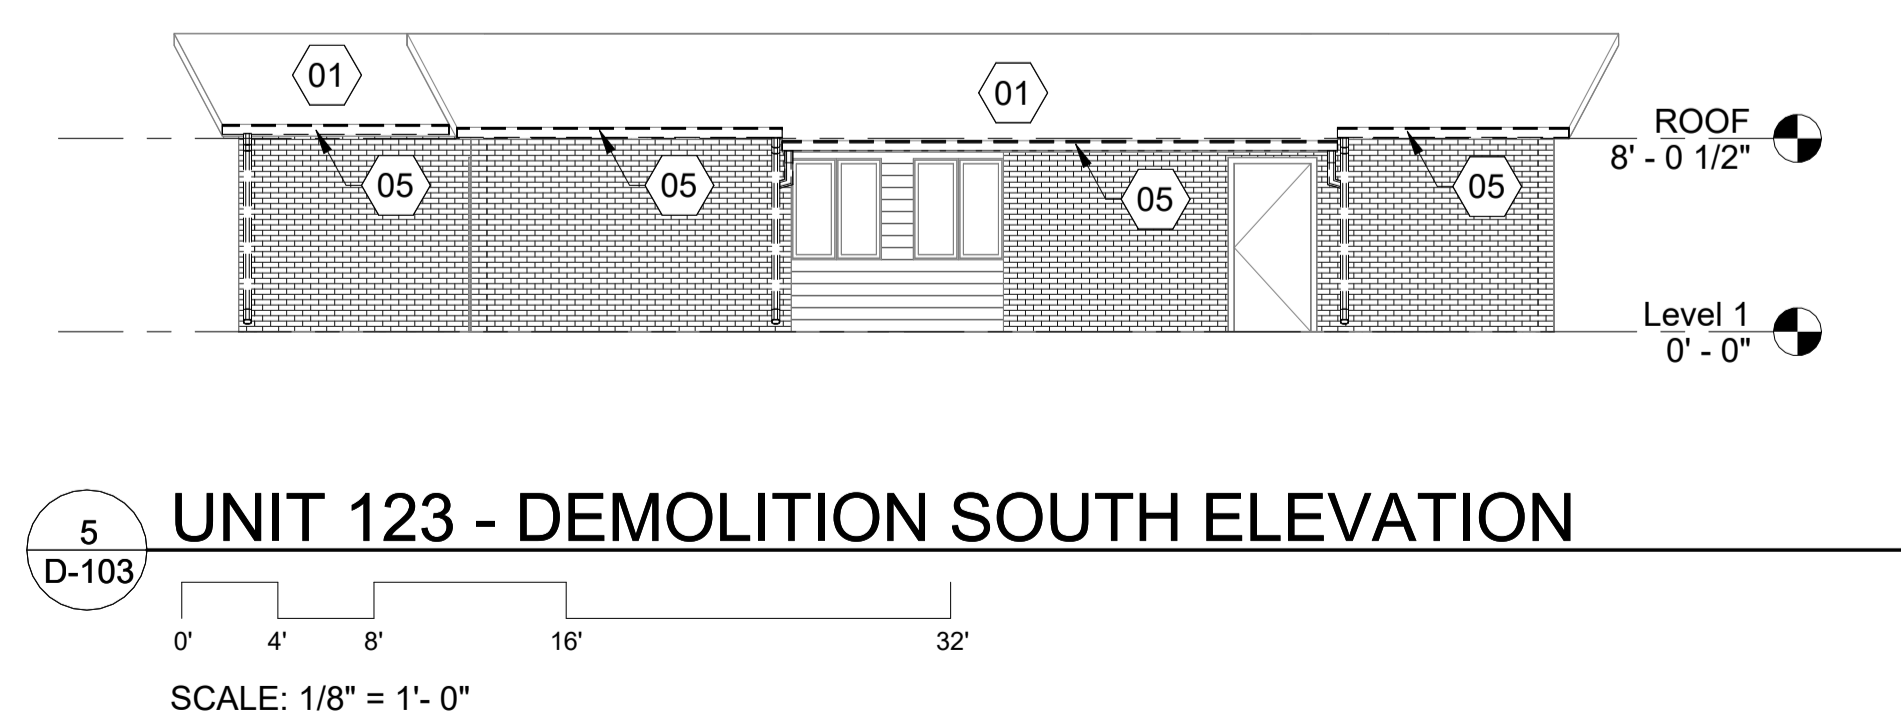 01
01
ROOF
8' - 0 1/2"
05
05
05
05
Level 1
0' - 0"
5
D-103
UNIT 123 - DEMOLITION SOUTH ELEVATION
0' 4' 8' 16' 32'
SCALE: 1/8" = 1'- 0"